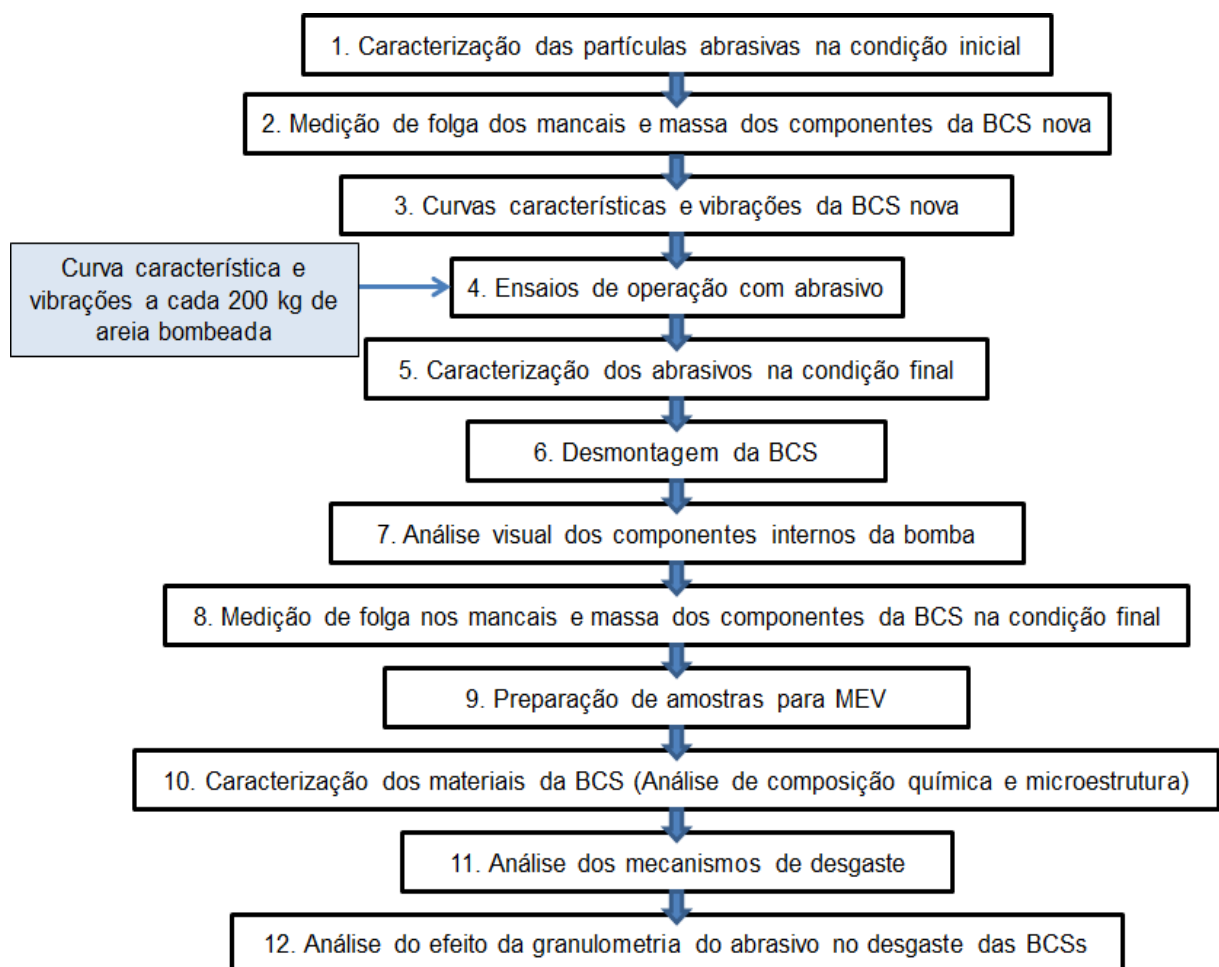 1. Caracterização das partículas abrasivas na condição inicial
2. Medição de folga dos mancais e massa dos componentes da BCS nova
3. Curvas características e vibrações da BCS nova
Curva característica e
vibrações a cada 200 kg de
areia bombeada
4. Ensaios de operação com abrasivo
5. Caracterização dos abrasivos na condição final
6. Desmontagem da BCS
7. Análise visual dos componentes internos da bomba
8. Medição de folga nos mancais e massa dos componentes da BCS na condição final
9. Preparação de amostras para MEV
10. Caracterização dos materiais da BCS (Análise de composição química e microestrutura)
11. Análise dos mecanismos de desgaste
12. Análise do efeito da granulometria do abrasivo no desgaste das BCSs